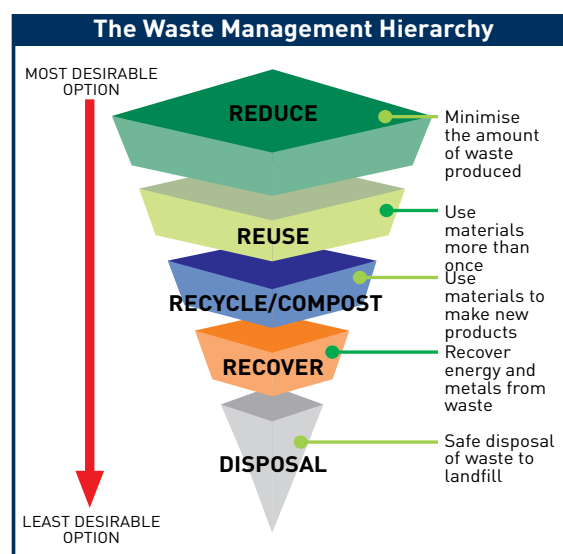 The Waste Management Hierarchy
MOST DESIRABLE
OPTION
REDUCE
Minimise
the amount
of waste
produced
REUSE
Use
materials
more than
once
RECYCLE/COMPOST
Use
materials to
make new
products
RECOVER
Recover
energy and
metals from
waste
DISPOSAL
Safe disposal
of waste to
landfill
LEAST DESIRABLE
OPTION